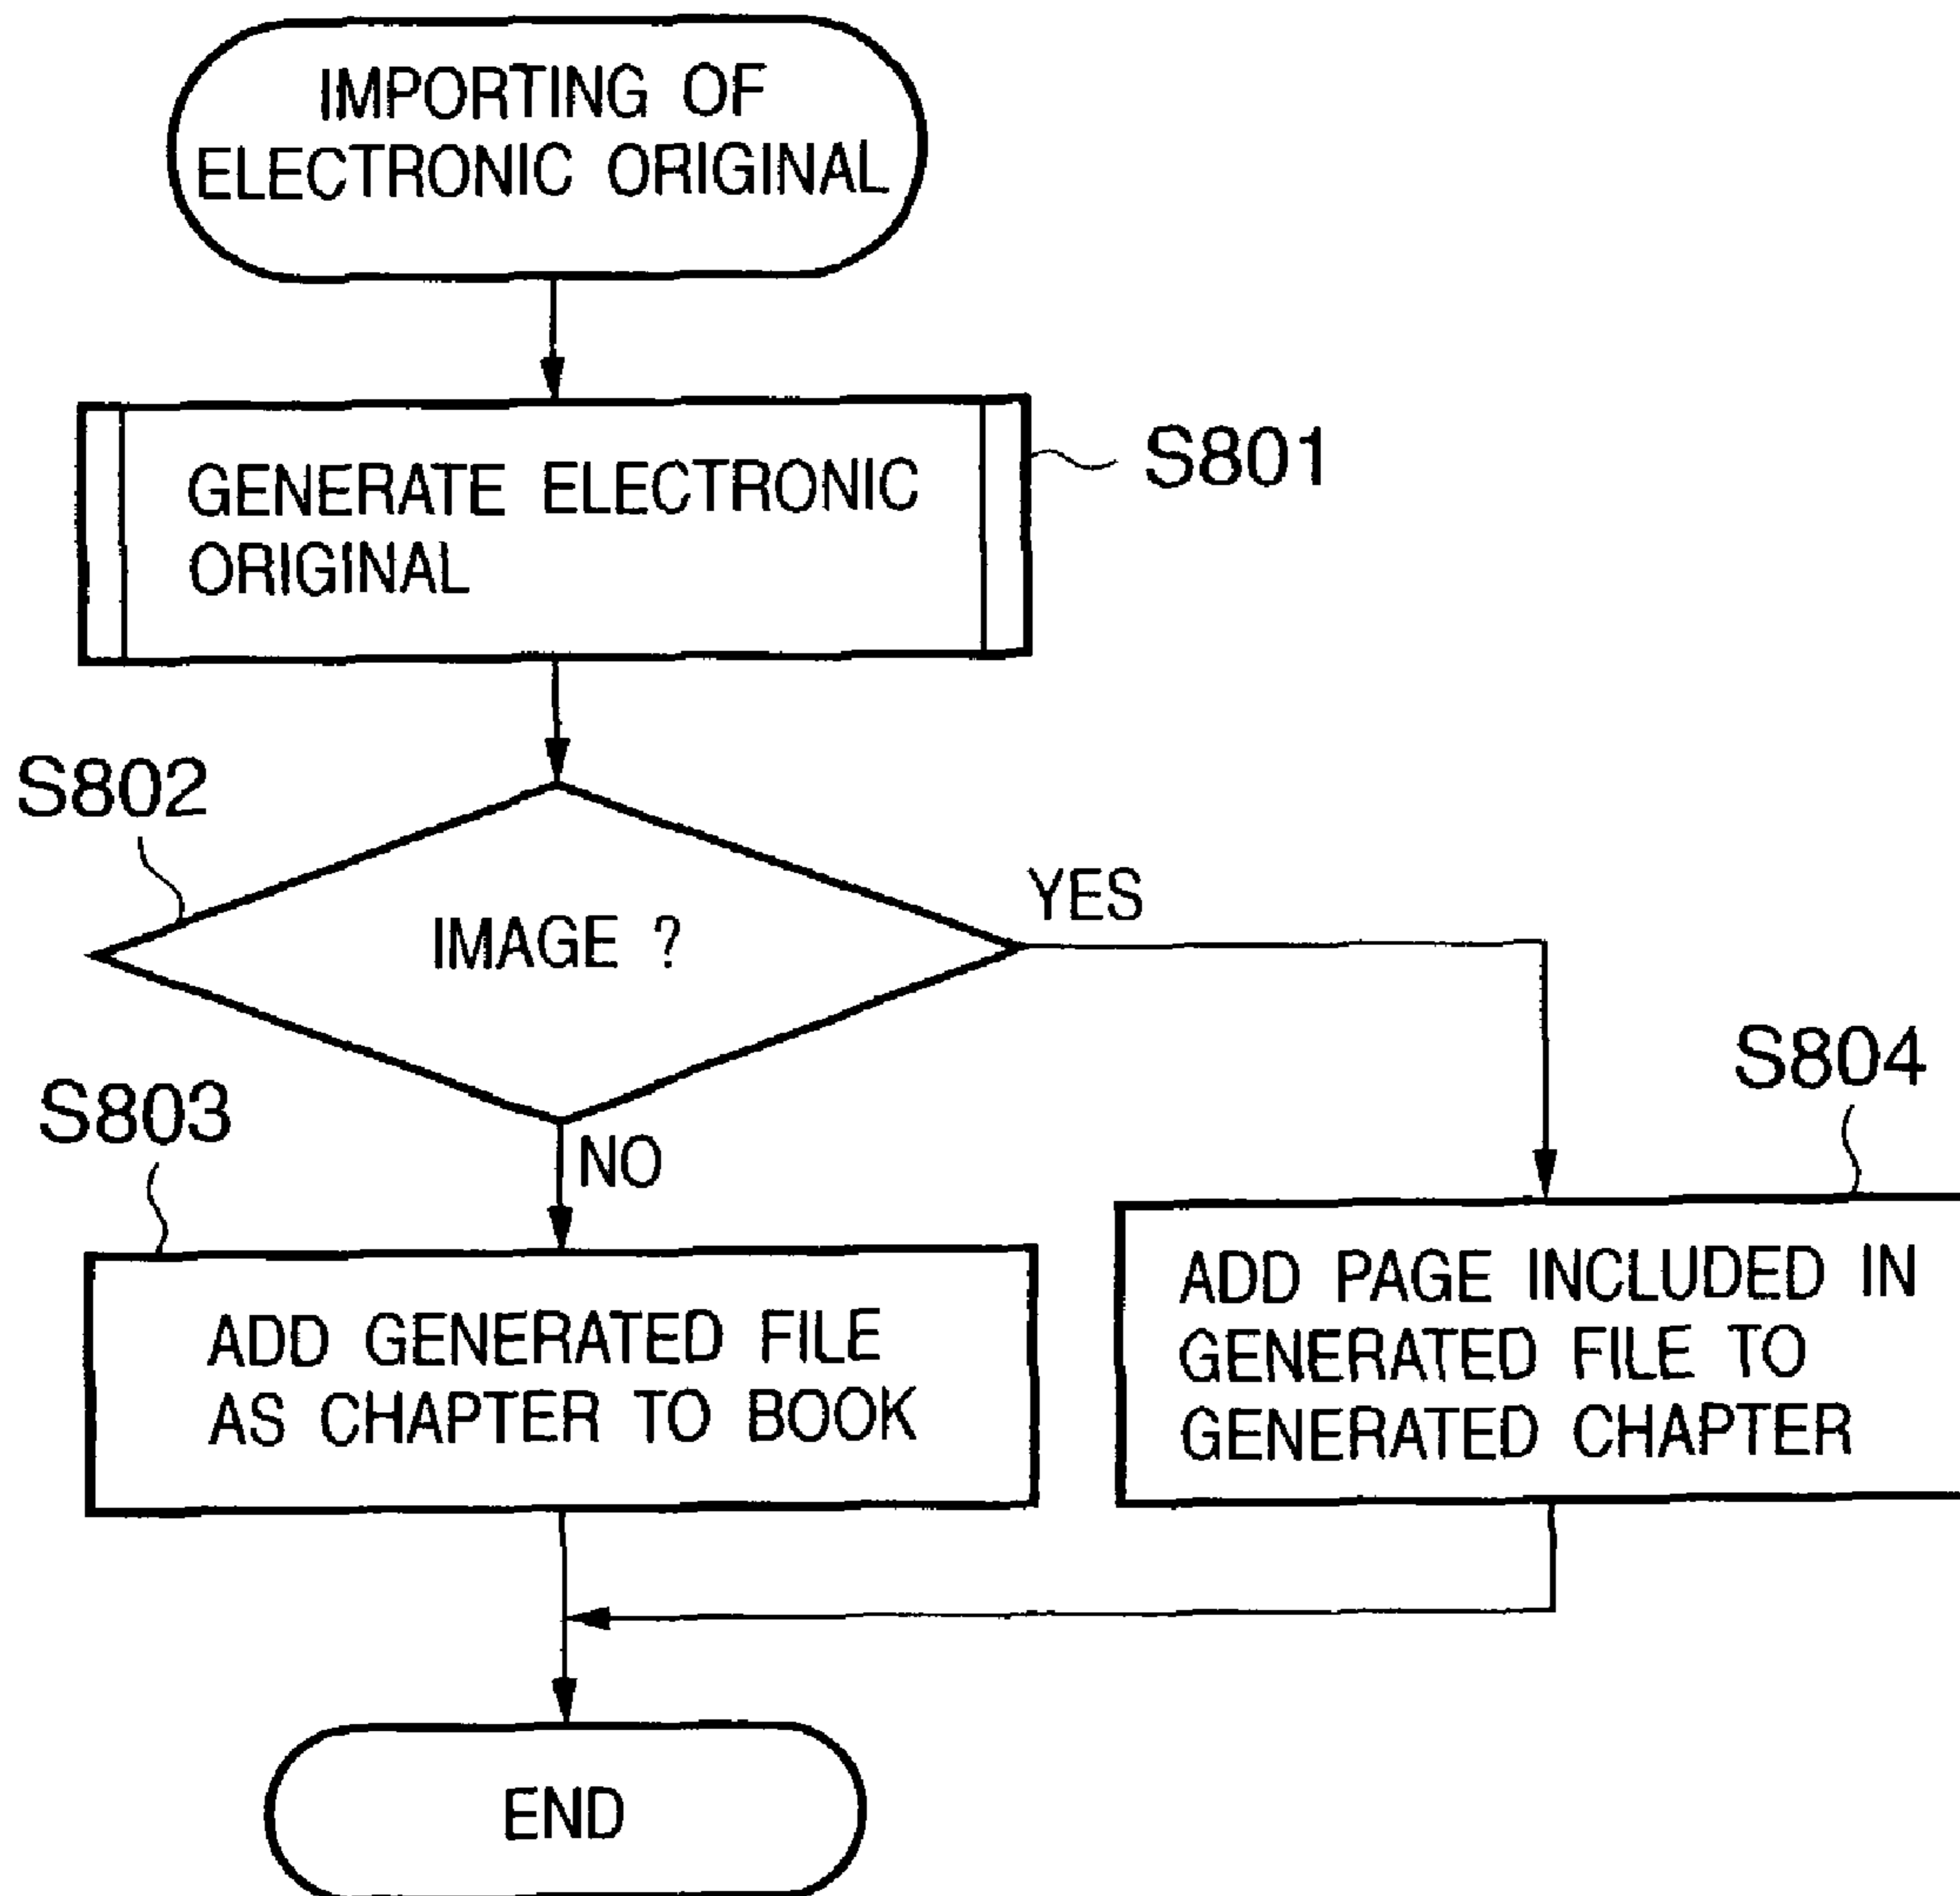 IMPORTING OF
ELECTRONIC ORIGINAL
GENERATE ELECTRONIC
ORIGINAL
S801
S802
IMAGE ?
YES
NO
S803
ADD GENERATED FILE
AS CHAPTER TO BOOK
S804
ADD PAGE INCLUDED IN
GENERATED FILE TO
GENERATED CHAPTER
END